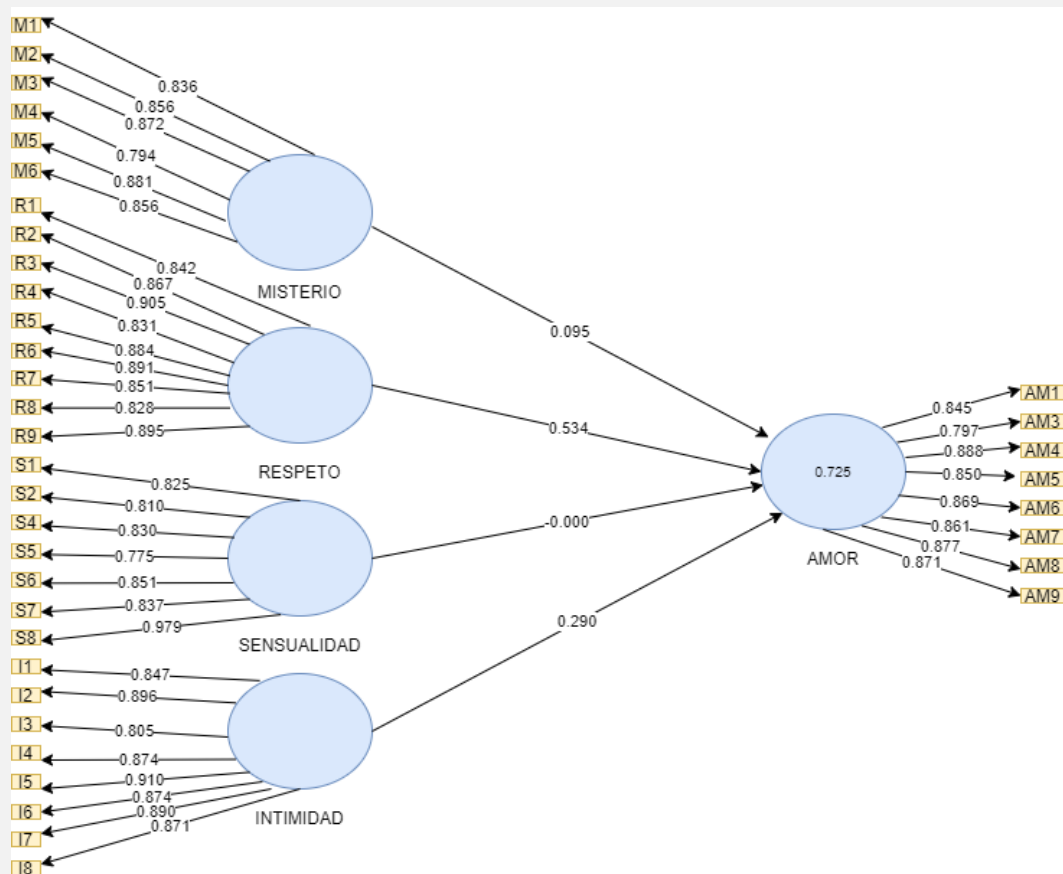 M1
M2
M3
M4
M5
M6
0.836
0.856
0.872
0.794
0.881
0.856
MISTERIO
R1
R2
R3
R4
R5
R6
R7
R8
R9
0.842
0.867
0.905
0.831
0.884
0.891
0.851
0.828
0.895
RESPETO
S1
S2
S4
S5
S6
S7
S8
0.825
0.810
0.830
0.775
0.851
0.837
0.979
SENSUALIDAD
I1
I2
I3
I4
I5
I6
I7
I8
0.847
0.896
0.805
0.874
0.910
0.874
0.890
0.871
INTIMIDAD
0.095
0.534
-0.000
0.290
0.725
AMOR
0.845
0.797
0.888
0.850
0.869
0.861
0.877
0.871
AM1
AM3
AM4
AM5
AM6
AM7
AM8
AM9